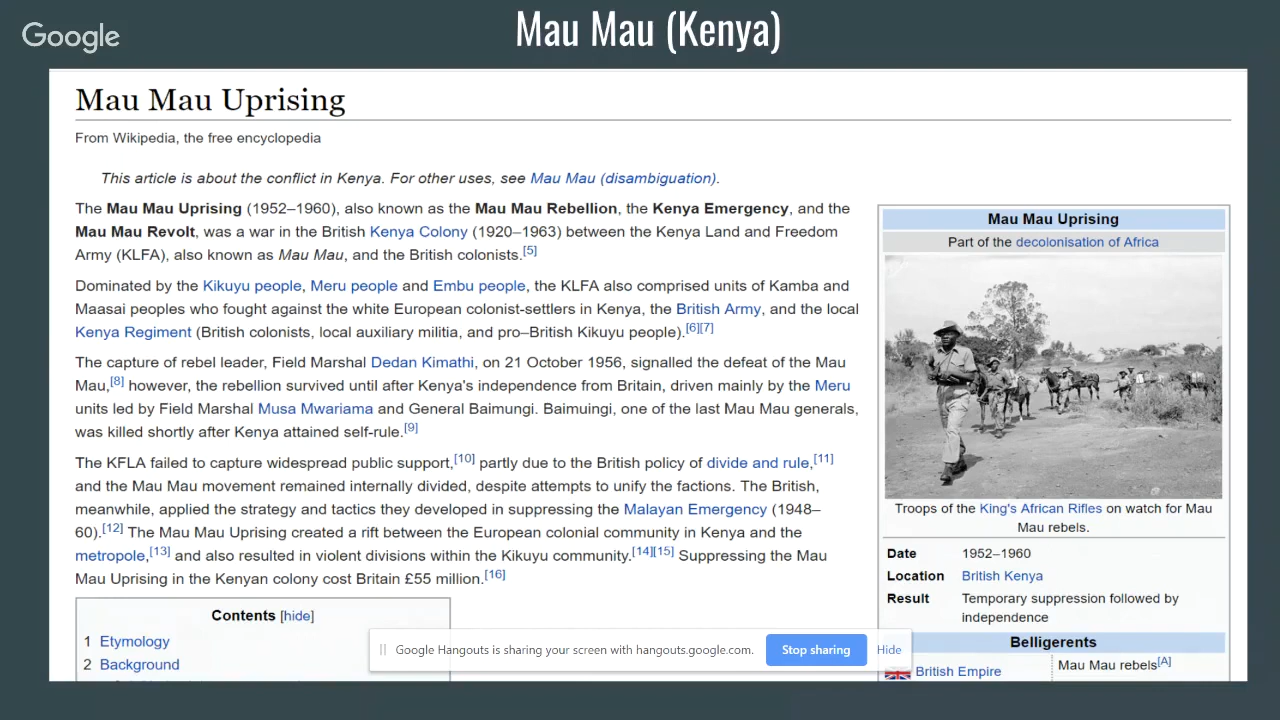 Google
Mau Mau (Kenya)
Mau Mau Uprising
From Wikipedia, the free encyclopedia
This article is about the conflict in Kenya. For other uses, see Mau Mau (disambiguation).
The Mau Mau Uprising (1952–1960), also known as the Mau Mau Rebellion, the Kenya Emergency, and the
Mau Mau Revolt, was a war in the British Kenya Colony (1920–1963) between the Kenya Land and Freedom
Army (KLFA), also known as Mau Mau, and the British colonists.[5]
Dominated by the Kikuyu people, Meru people and Embu people, the KLFA also comprised units of Kamba and
Maasai peoples who fought against the white European colonist-settlers in Kenya, the British Army, and the local
Kenya Regiment (British colonists, local auxiliary militia, and pro–British Kikuyu people).[6][7]
The capture of rebel leader, Field Marshal Dedan Kimathi, on 21 October 1956, signalled the defeat of the Mau
Mau,[8] however, the rebellion survived until after Kenya's independence from Britain, driven mainly by the Meru
units led by Field Marshal Musa Mwariama and General Baimungi. Baimuingi, one of the last Mau Mau generals,
was killed shortly after Kenya attained self-rule.[9]
The KFLA failed to capture widespread public support,[10] partly due to the British policy of divide and rule,[11]
and the Mau Mau movement remained internally divided, despite attempts to unify the factions. The British,
meanwhile, applied the strategy and tactics they developed in suppressing the Malayan Emergency (1948–
60).[12] The Mau Mau Uprising created a rift between the European colonial community in Kenya and the
metropole,[13] and also resulted in violent divisions within the Kikuyu community.[14][15] Suppressing the Mau
Mau Uprising in the Kenyan colony cost Britain £55 million.[16]
Contents [hide]
1 Etymology
2 Background
Mau Mau Uprising
Part of the decolonisation of Africa
Troops of the King's African Rifles on watch for Mau
Mau rebels.
Date 1952–1960
Location British Kenya
Result Temporary suppression followed by
independence
Belligerents
British Empire Mau Mau rebels[A]
Google Hangouts is sharing your screen with hangouts.google.com. Stop sharing Hide